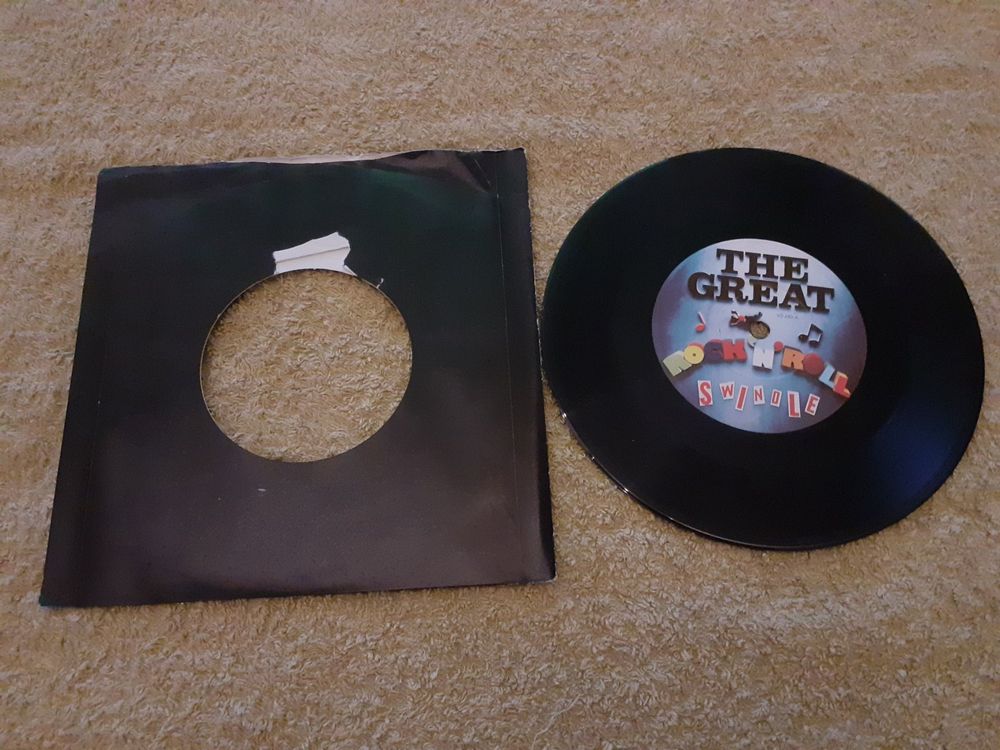 THE
GREAT
ROCK 'N' ROLL
SWINDLE